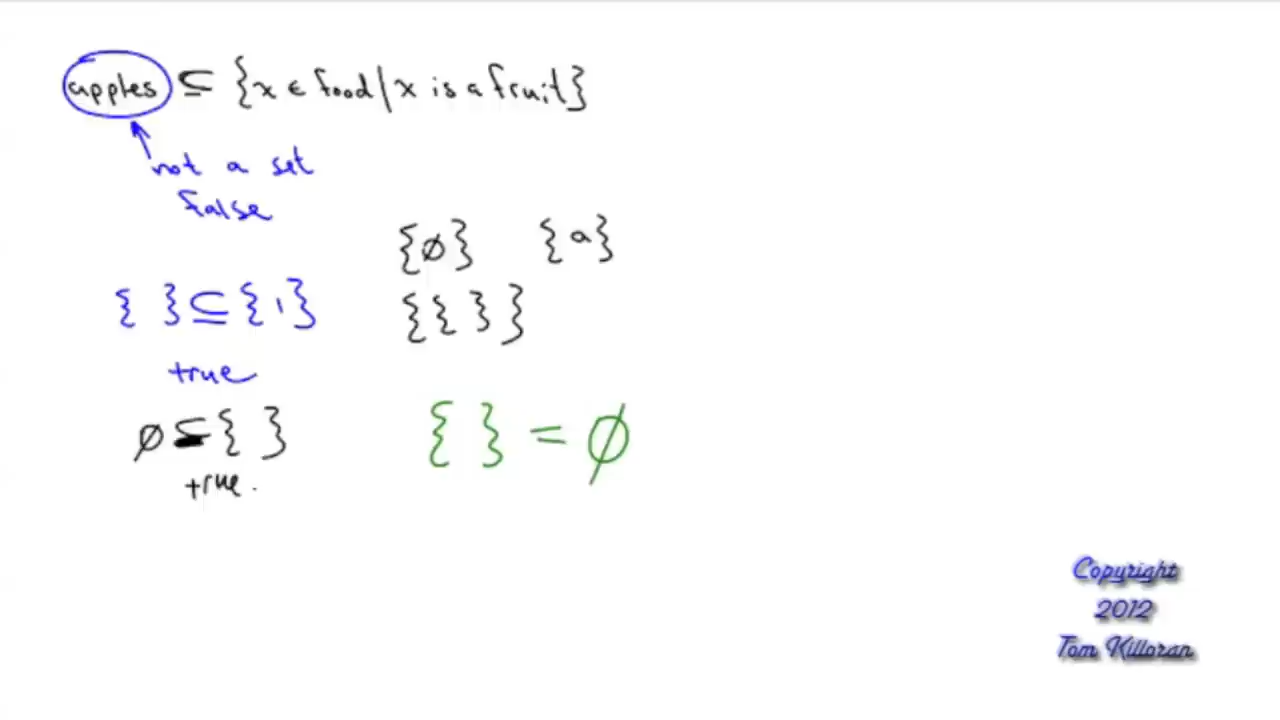 apples ⊆ {x ∈ food | x is a fruit}
not a set
false
{∅} {a}
{ } ⊆ {1}
{{ }}
true
∅ ⊆ { }
{ } = ∅
true.
Copyright
2012
Tom Killoran